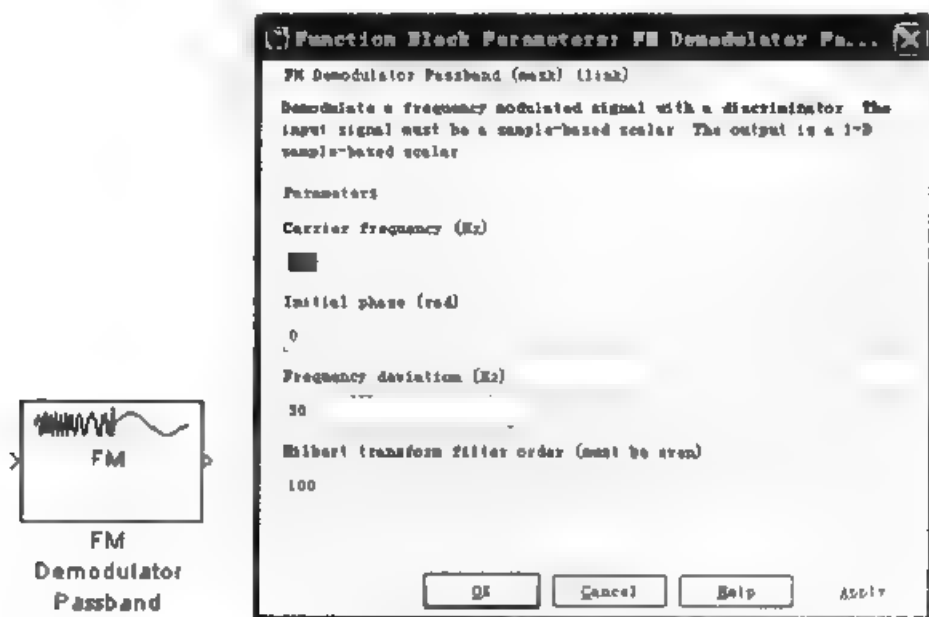 Function Block Parameters: FM Demodulator Pa...
FM Demodulator Passband (mask) (link)
Demodulate a frequency modulated signal with a discriminator. The
input signal must be a sample-based scalar. The output is a 1-D
sample-based scalar
Parameters
Carrier frequency (Hz)
Initial phase (rad)
0
Frequency deviation (Hz)
50
Hilbert transform filter order (must be even)
100
OK
Cancel
Help
Apply
FM
FM
Demodulator
Passband